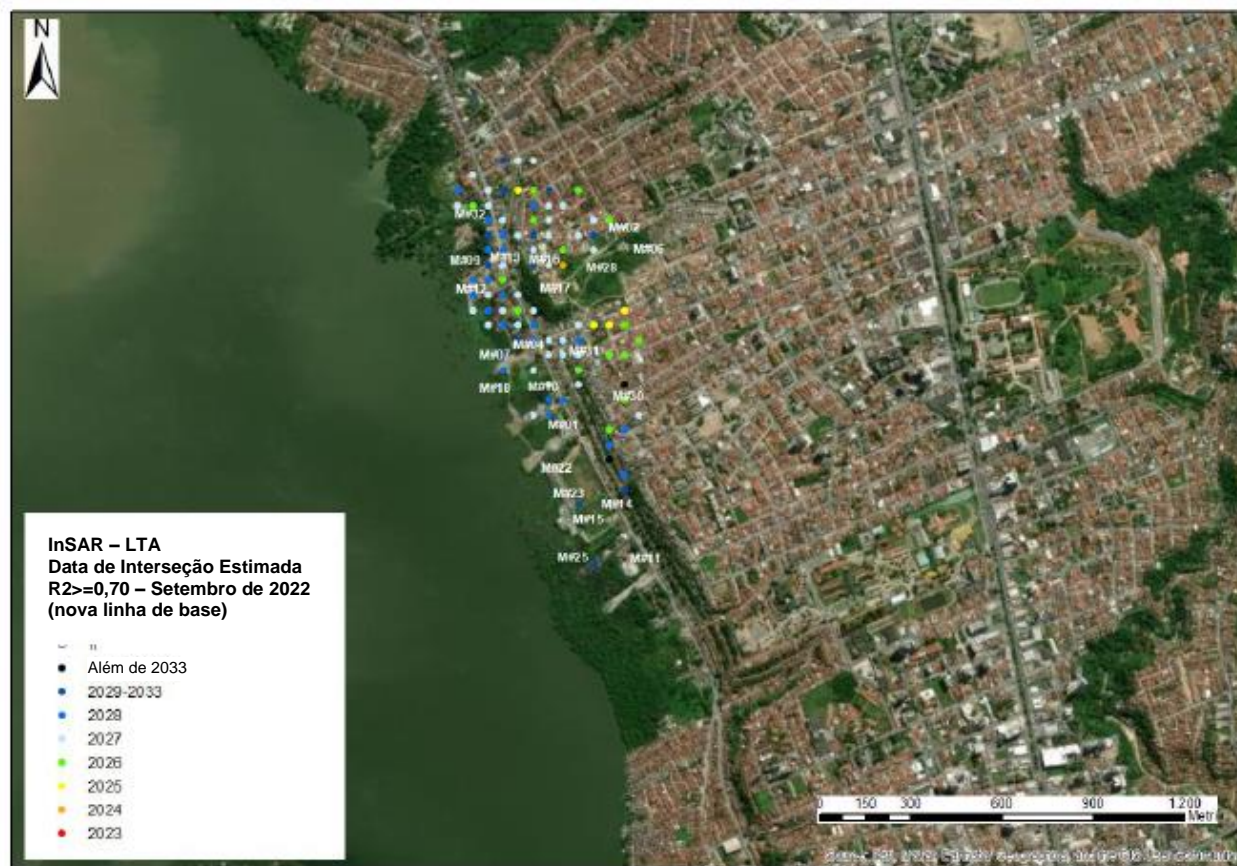 N
M#32
M#02
M#06
M#09
M#13
M#16
M#28
M#12
M#17
M#04
M#31
M#07
M#18
M#10
M#30
M#01
M#22
M#23
M#14
M#15
M#25
M#11
InSAR – LTA
Data de Interseção Estimada
R2>=0,70 – Setembro de 2022
(nova linha de base)
Além de 2033
2029-2033
2028
2027
2026
2025
2024
2023
0 150 300 600 900 1.200
Metr